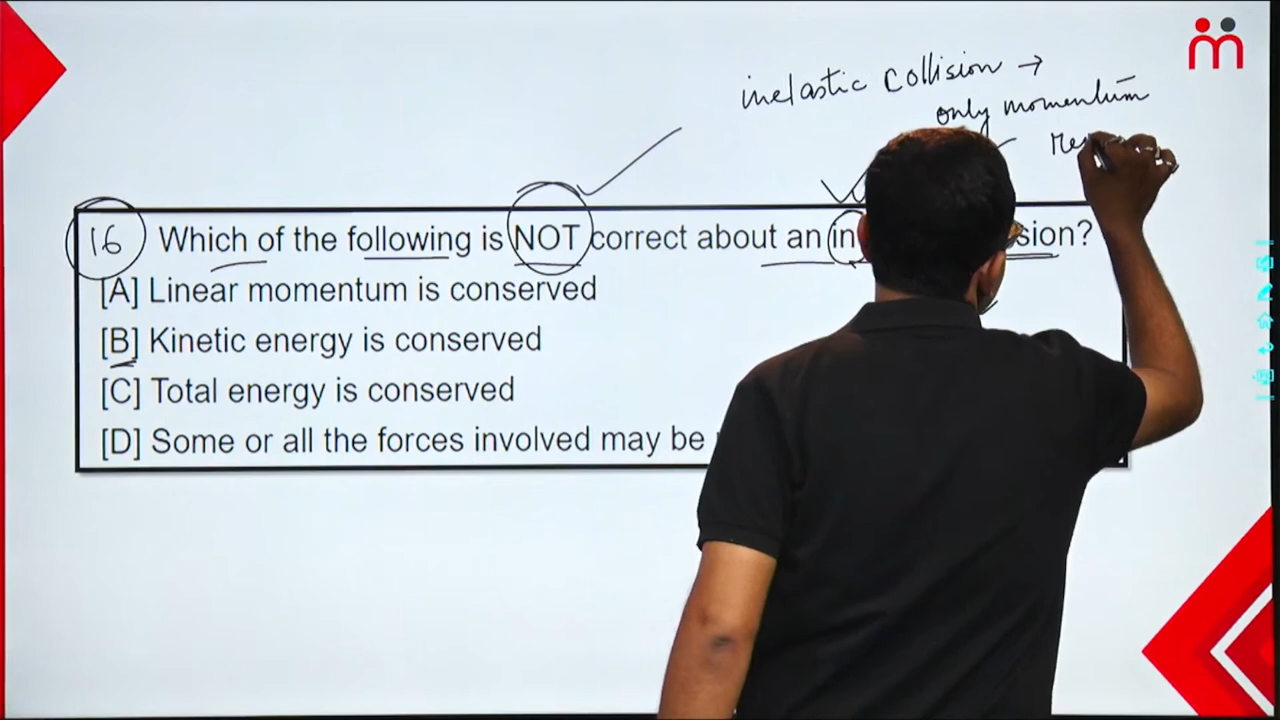 inelastic collision →
only momentum
16 Which of the following is NOT correct about an in sion?
[A] Linear momentum is conserved
[B] Kinetic energy is conserved
[C] Total energy is conserved
[D] Some or all the forces involved may be